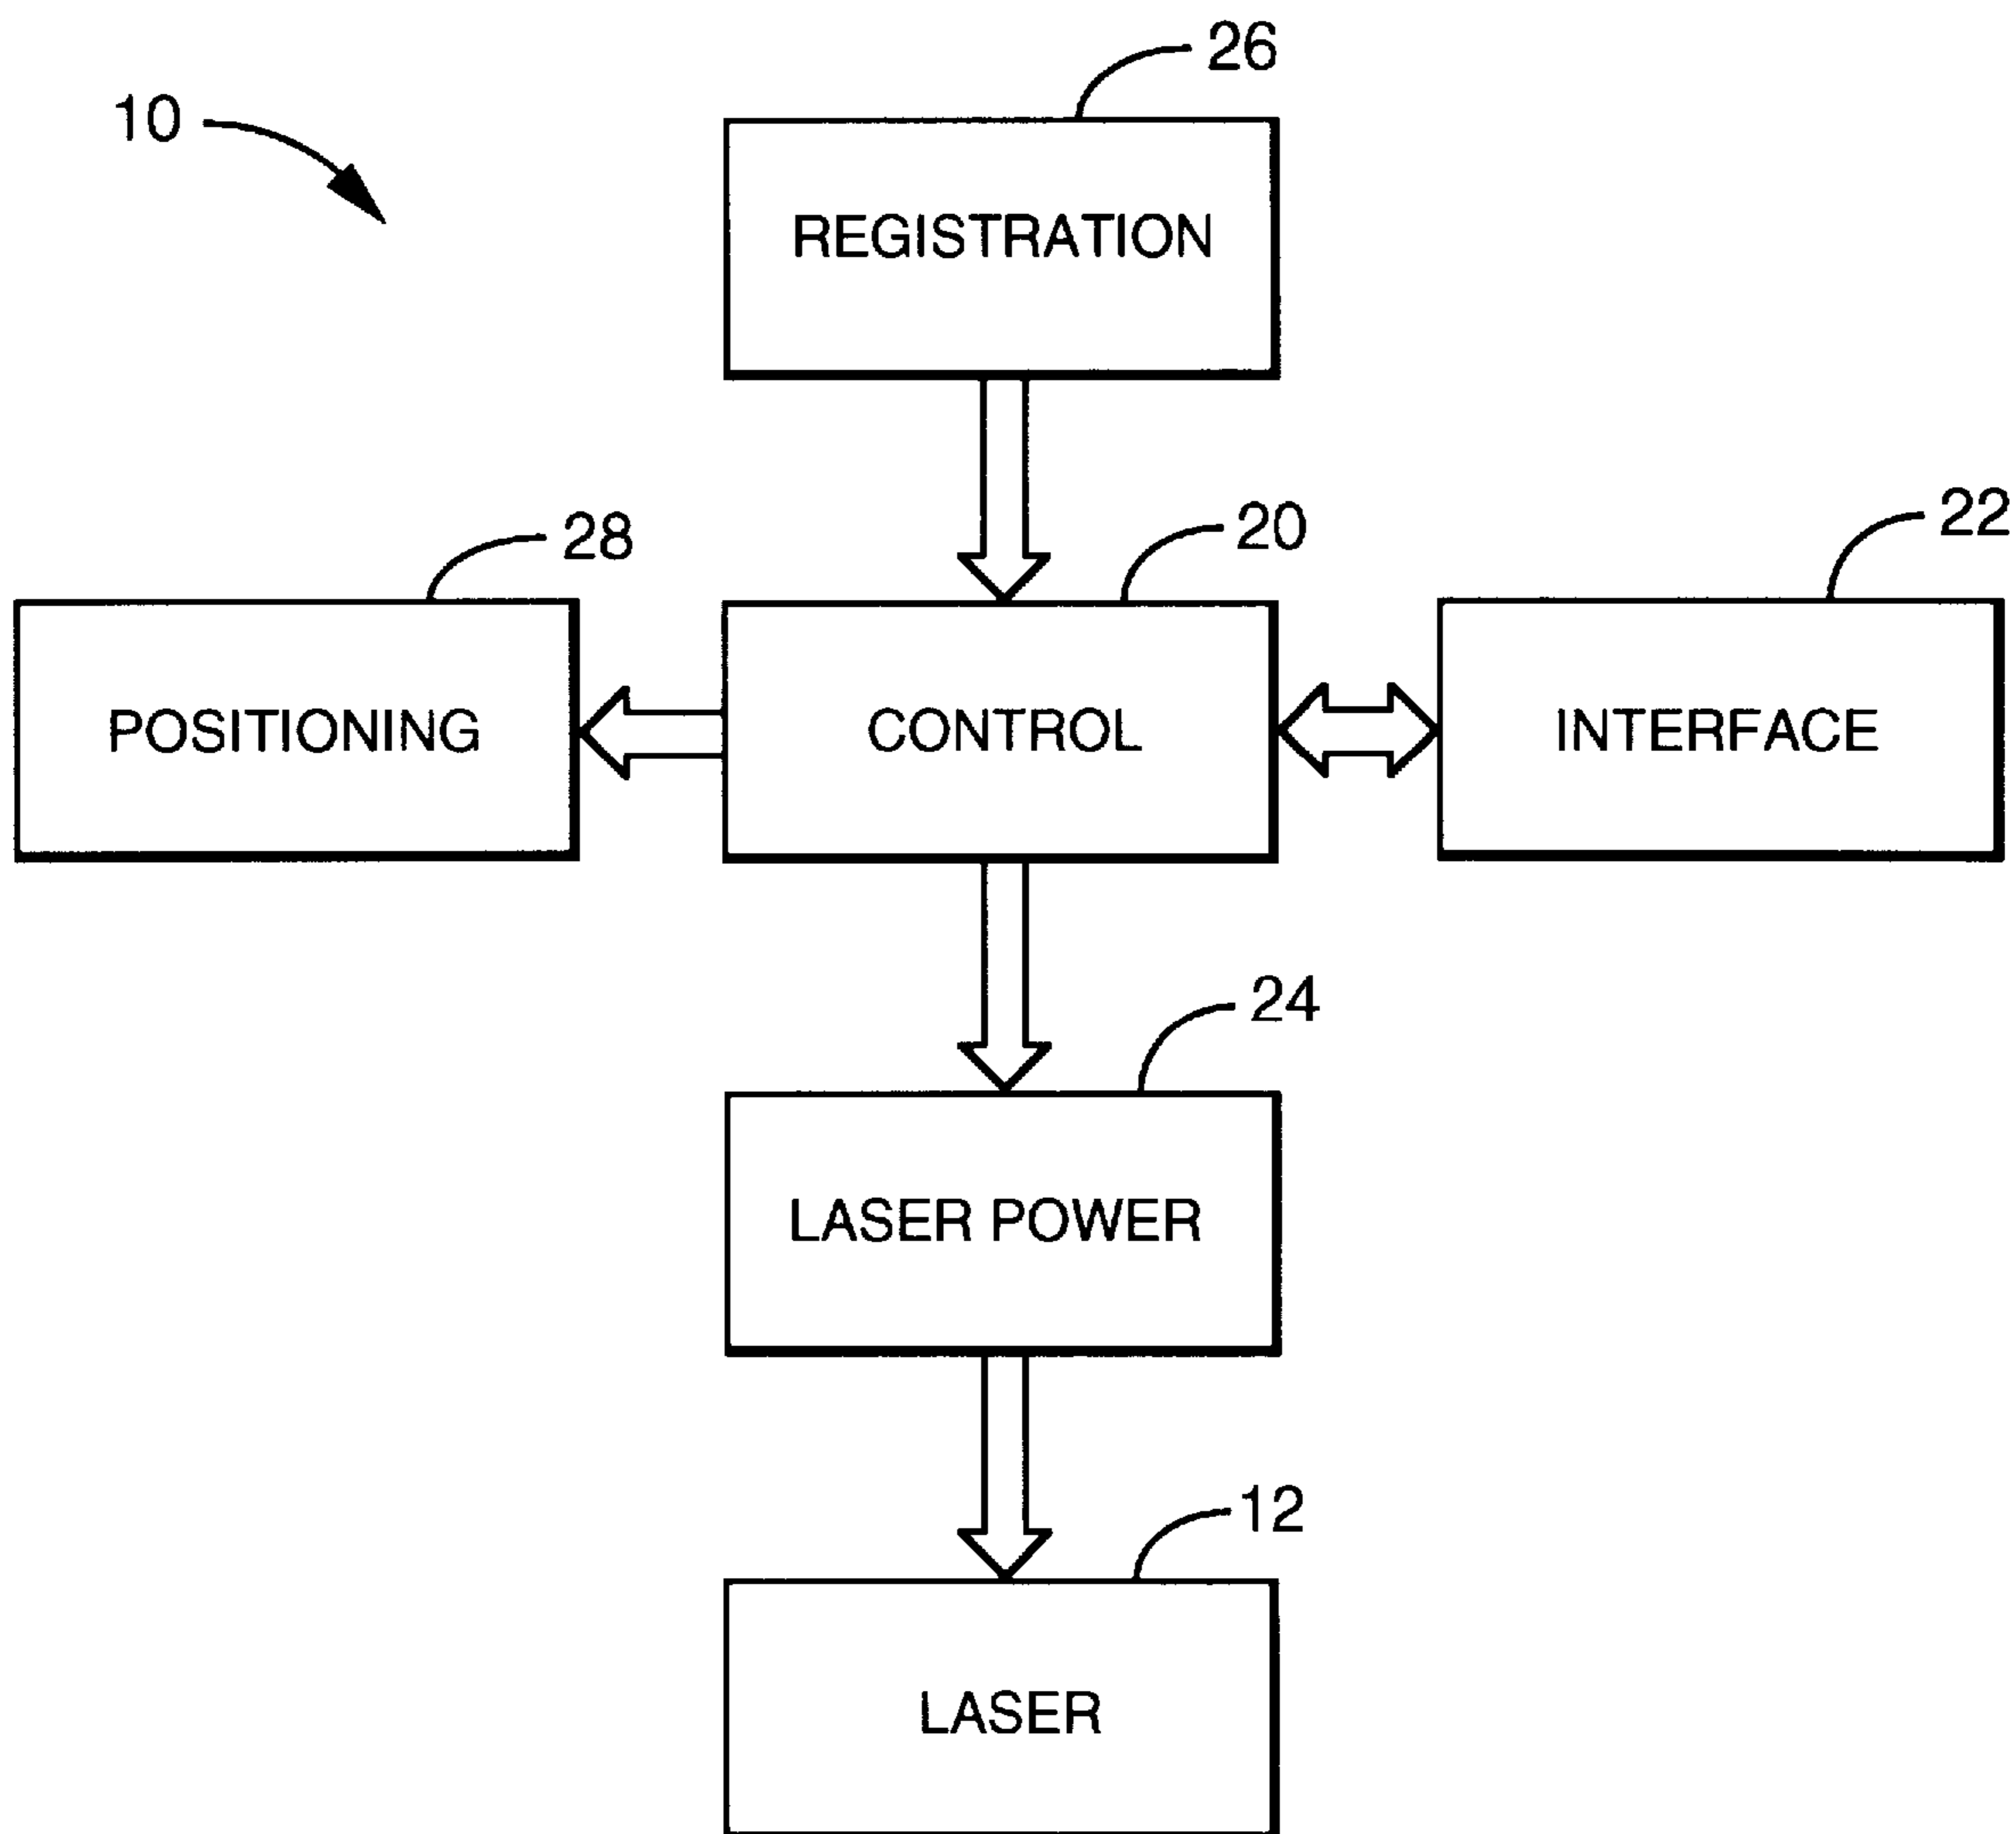 26
10
REGISTRATION
28
20
22
POSITIONING
CONTROL
INTERFACE
24
LASER POWER
12
LASER